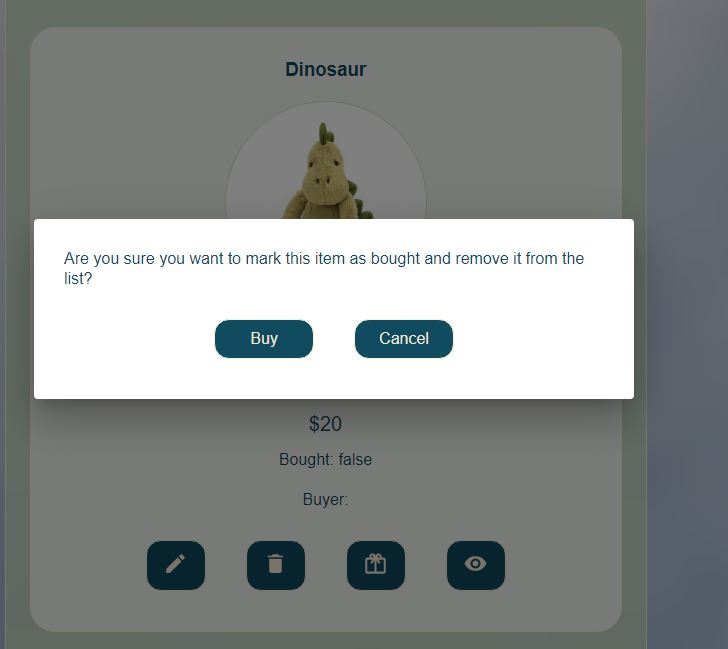 Dinosaur
Are you sure you want to mark this item as bought and remove it from the
list?
Buy
Cancel
$20
Bought: false
Buyer: